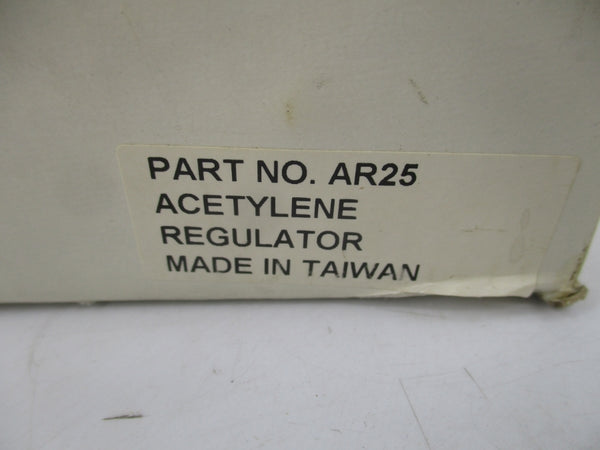 PART NO. AR25
ACETYLENE
REGULATOR
MADE IN TAIWAN